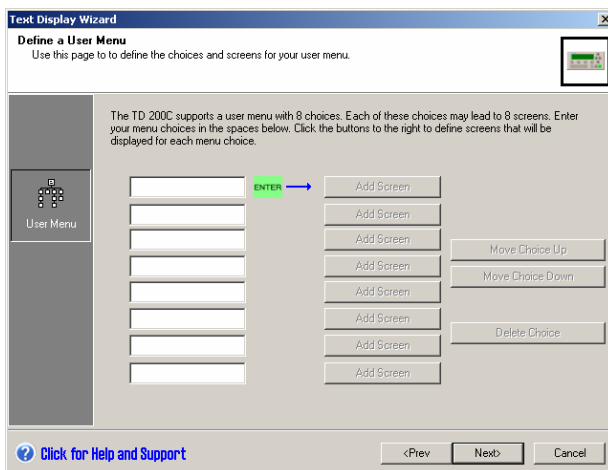 Text Display Wizard
Define a User Menu
Use this page to to define the choices and screens for your user menu.
The TD 200C supports a user menu with 8 choices. Each of these choices may lead to 8 screens. Enter
your menu choices in the spaces below. Click the buttons to the right to define screens that will be
displayed for each menu choice.
User Menu
ENTER
Add Screen
Add Screen
Add Screen
Add Screen
Add Screen
Add Screen
Add Screen
Add Screen
Move Choice Up
Move Choice Down
Delete Choice
Click for Help and Support
<Prev
Next>
Cancel